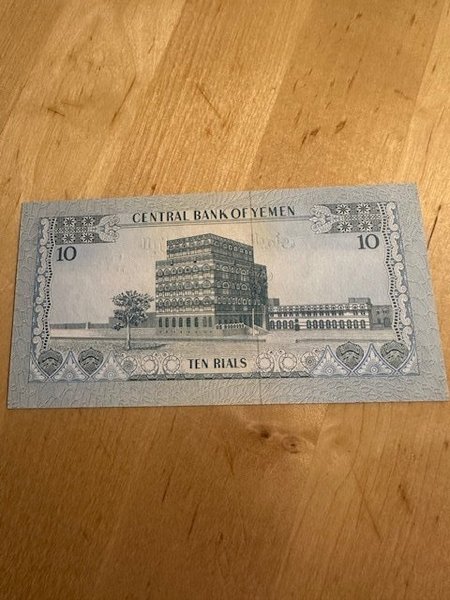 CENTRAL BANK OF YEMEN
10 10
TEN RIALS